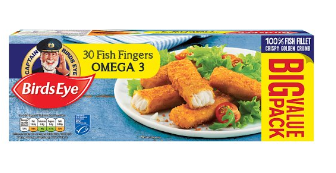 CAPTAIN BIRDS EYE
Birds Eye
30 Fish Fingers
OMEGA 3
100% FISH FILLET
CRISPY GOLDEN CRUMB
BIG VALUE
PACK